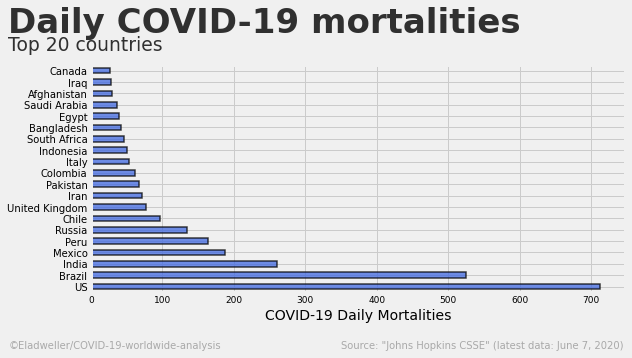 Daily COVID-19 mortalities
Top 20 countries
Canada
Iraq
Afghanistan
Saudi Arabia
Egypt
Bangladesh
South Africa
Indonesia
Italy
Colombia
Pakistan
Iran
United Kingdom
Chile
Russia
Peru
Mexico
India
Brazil
US
0 100 200 300 400 500 600 700
COVID-19 Daily Mortalities
©Eladweller/COVID-19-worldwide-analysis Source: "Johns Hopkins CSSE" (latest data: June 7, 2020)